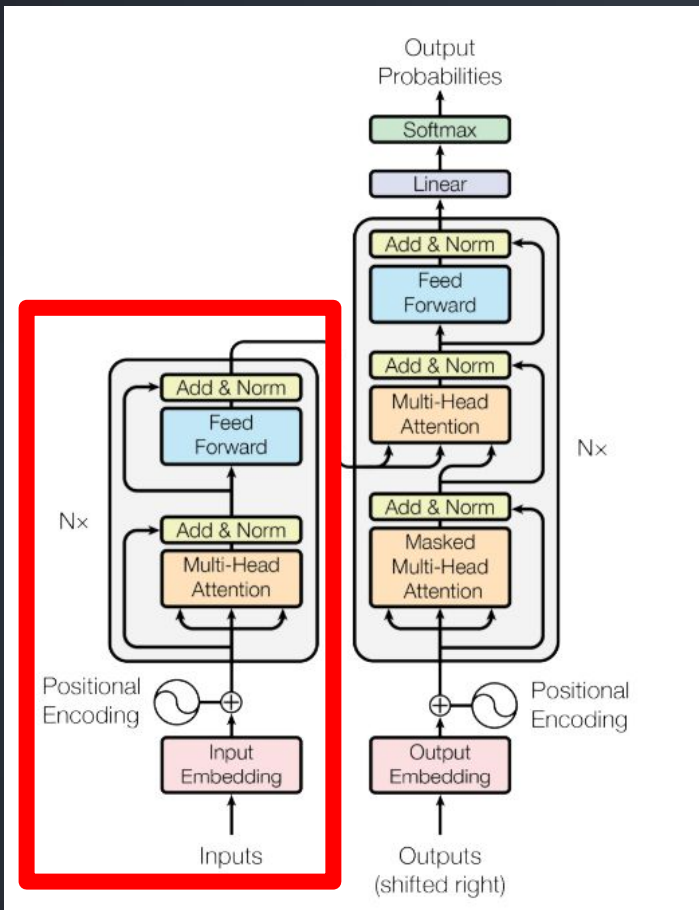 Output
Probabilities
Softmax
Linear
Add & Norm
Feed
Forward
Add & Norm
Multi-Head
Attention
Add & Norm
Masked
Multi-Head
Attention
Nx
Positional
Encoding
Output
Embedding
Outputs
(shifted right)
Add & Norm
Feed
Forward
Add & Norm
Multi-Head
Attention
Nx
Positional
Encoding
Input
Embedding
Inputs